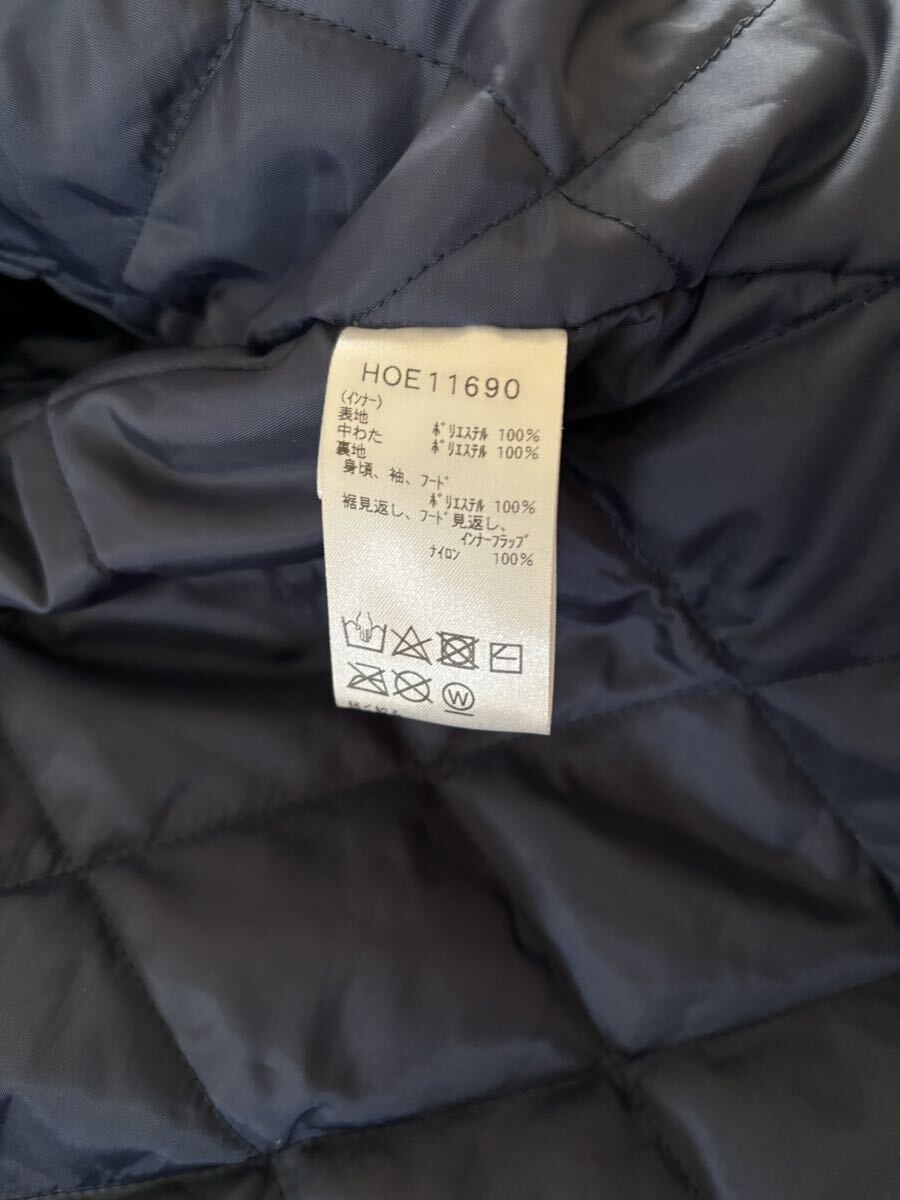 HOE11690
(ｲﾝﾅｰ)
表地 ﾎﾟﾘｴｽﾃﾙ 100%
中わた ﾎﾟﾘｴｽﾃﾙ 100%
裏地
身頃、袖、ﾌｰﾄﾞ
ﾎﾟﾘｴｽﾃﾙ 100%
裾見返し、ﾌｰﾄﾞ見返し、
ｲﾝﾅｰﾌﾗｯﾌﾟ
ﾅｲﾛﾝ 100%
W